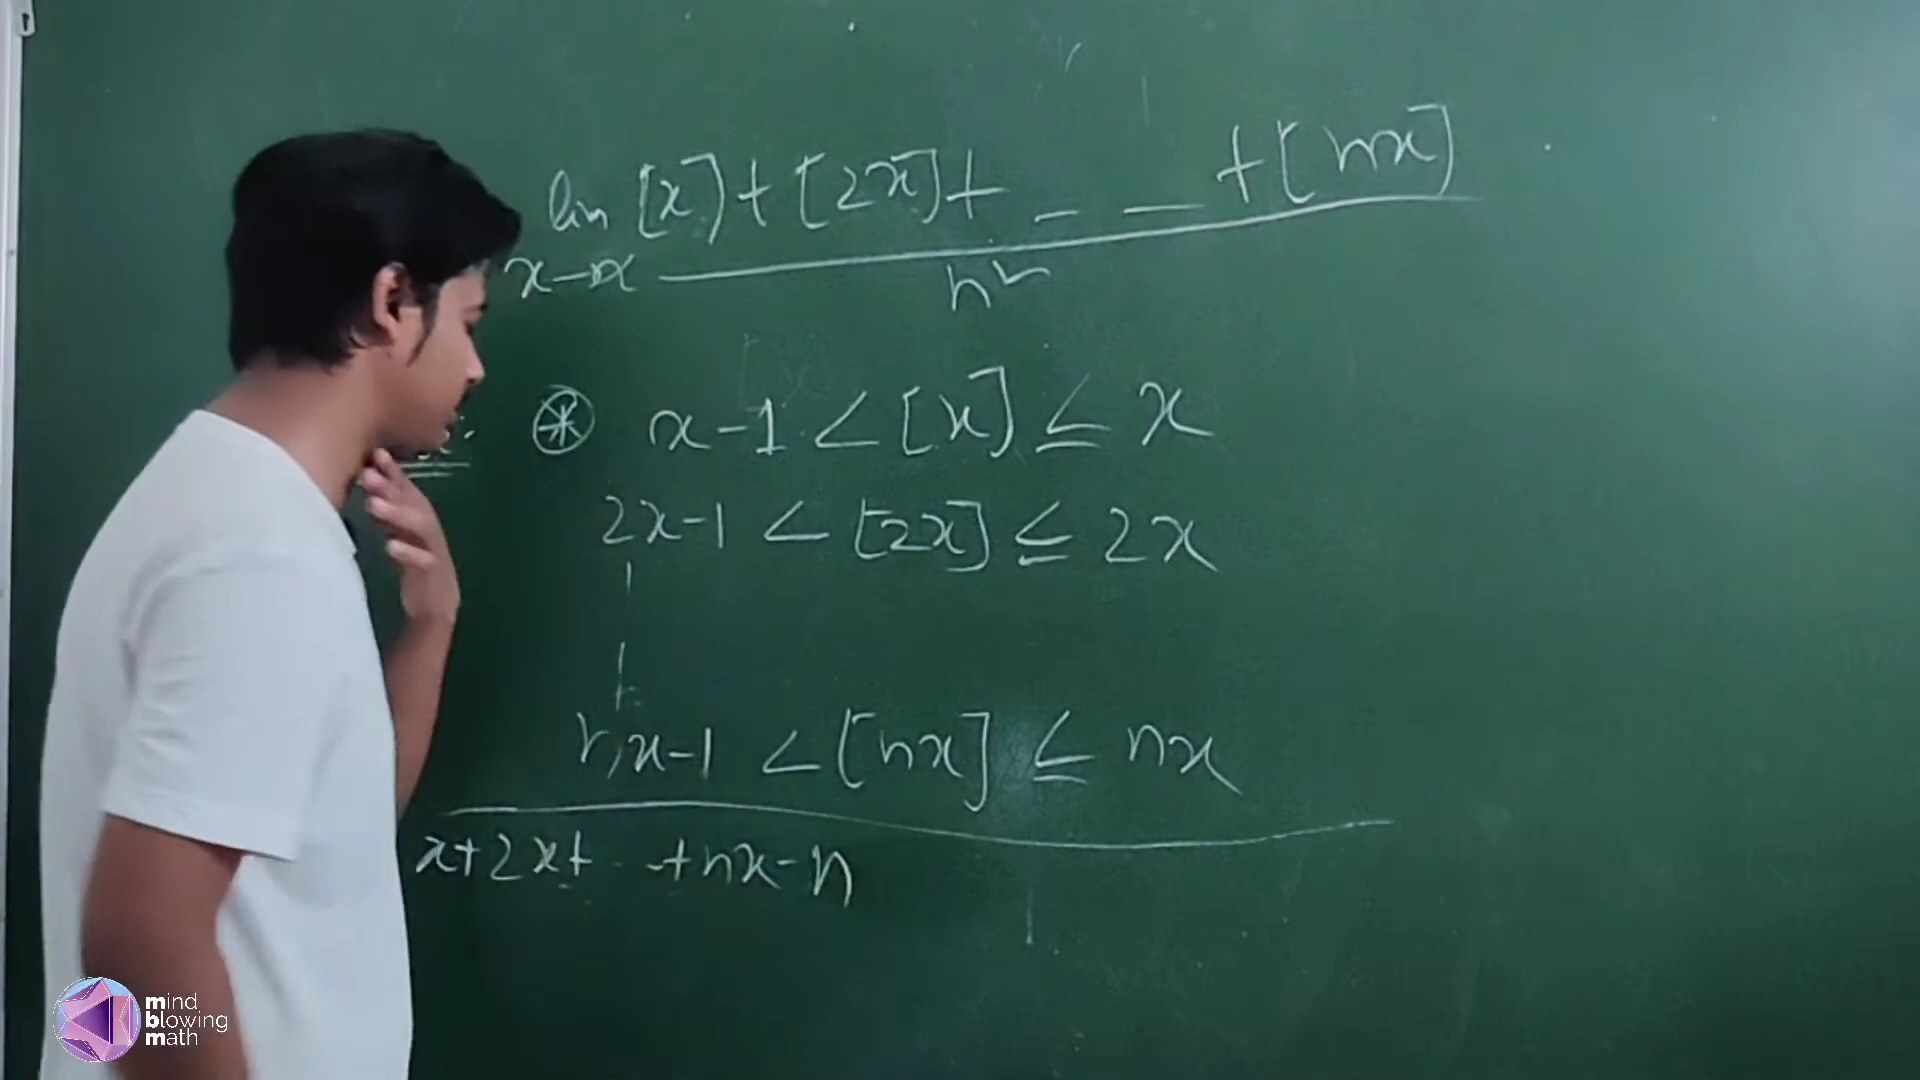 lim [x] + [2x] + _ _ + [nx]
x→∝ n²
⊛ x-1 < [x] ≤ x
2x-1 < [2x] ≤ 2x
nx-1 < [nx] ≤ nx
x+2x+ . . +nx-n
mind
blowing
math